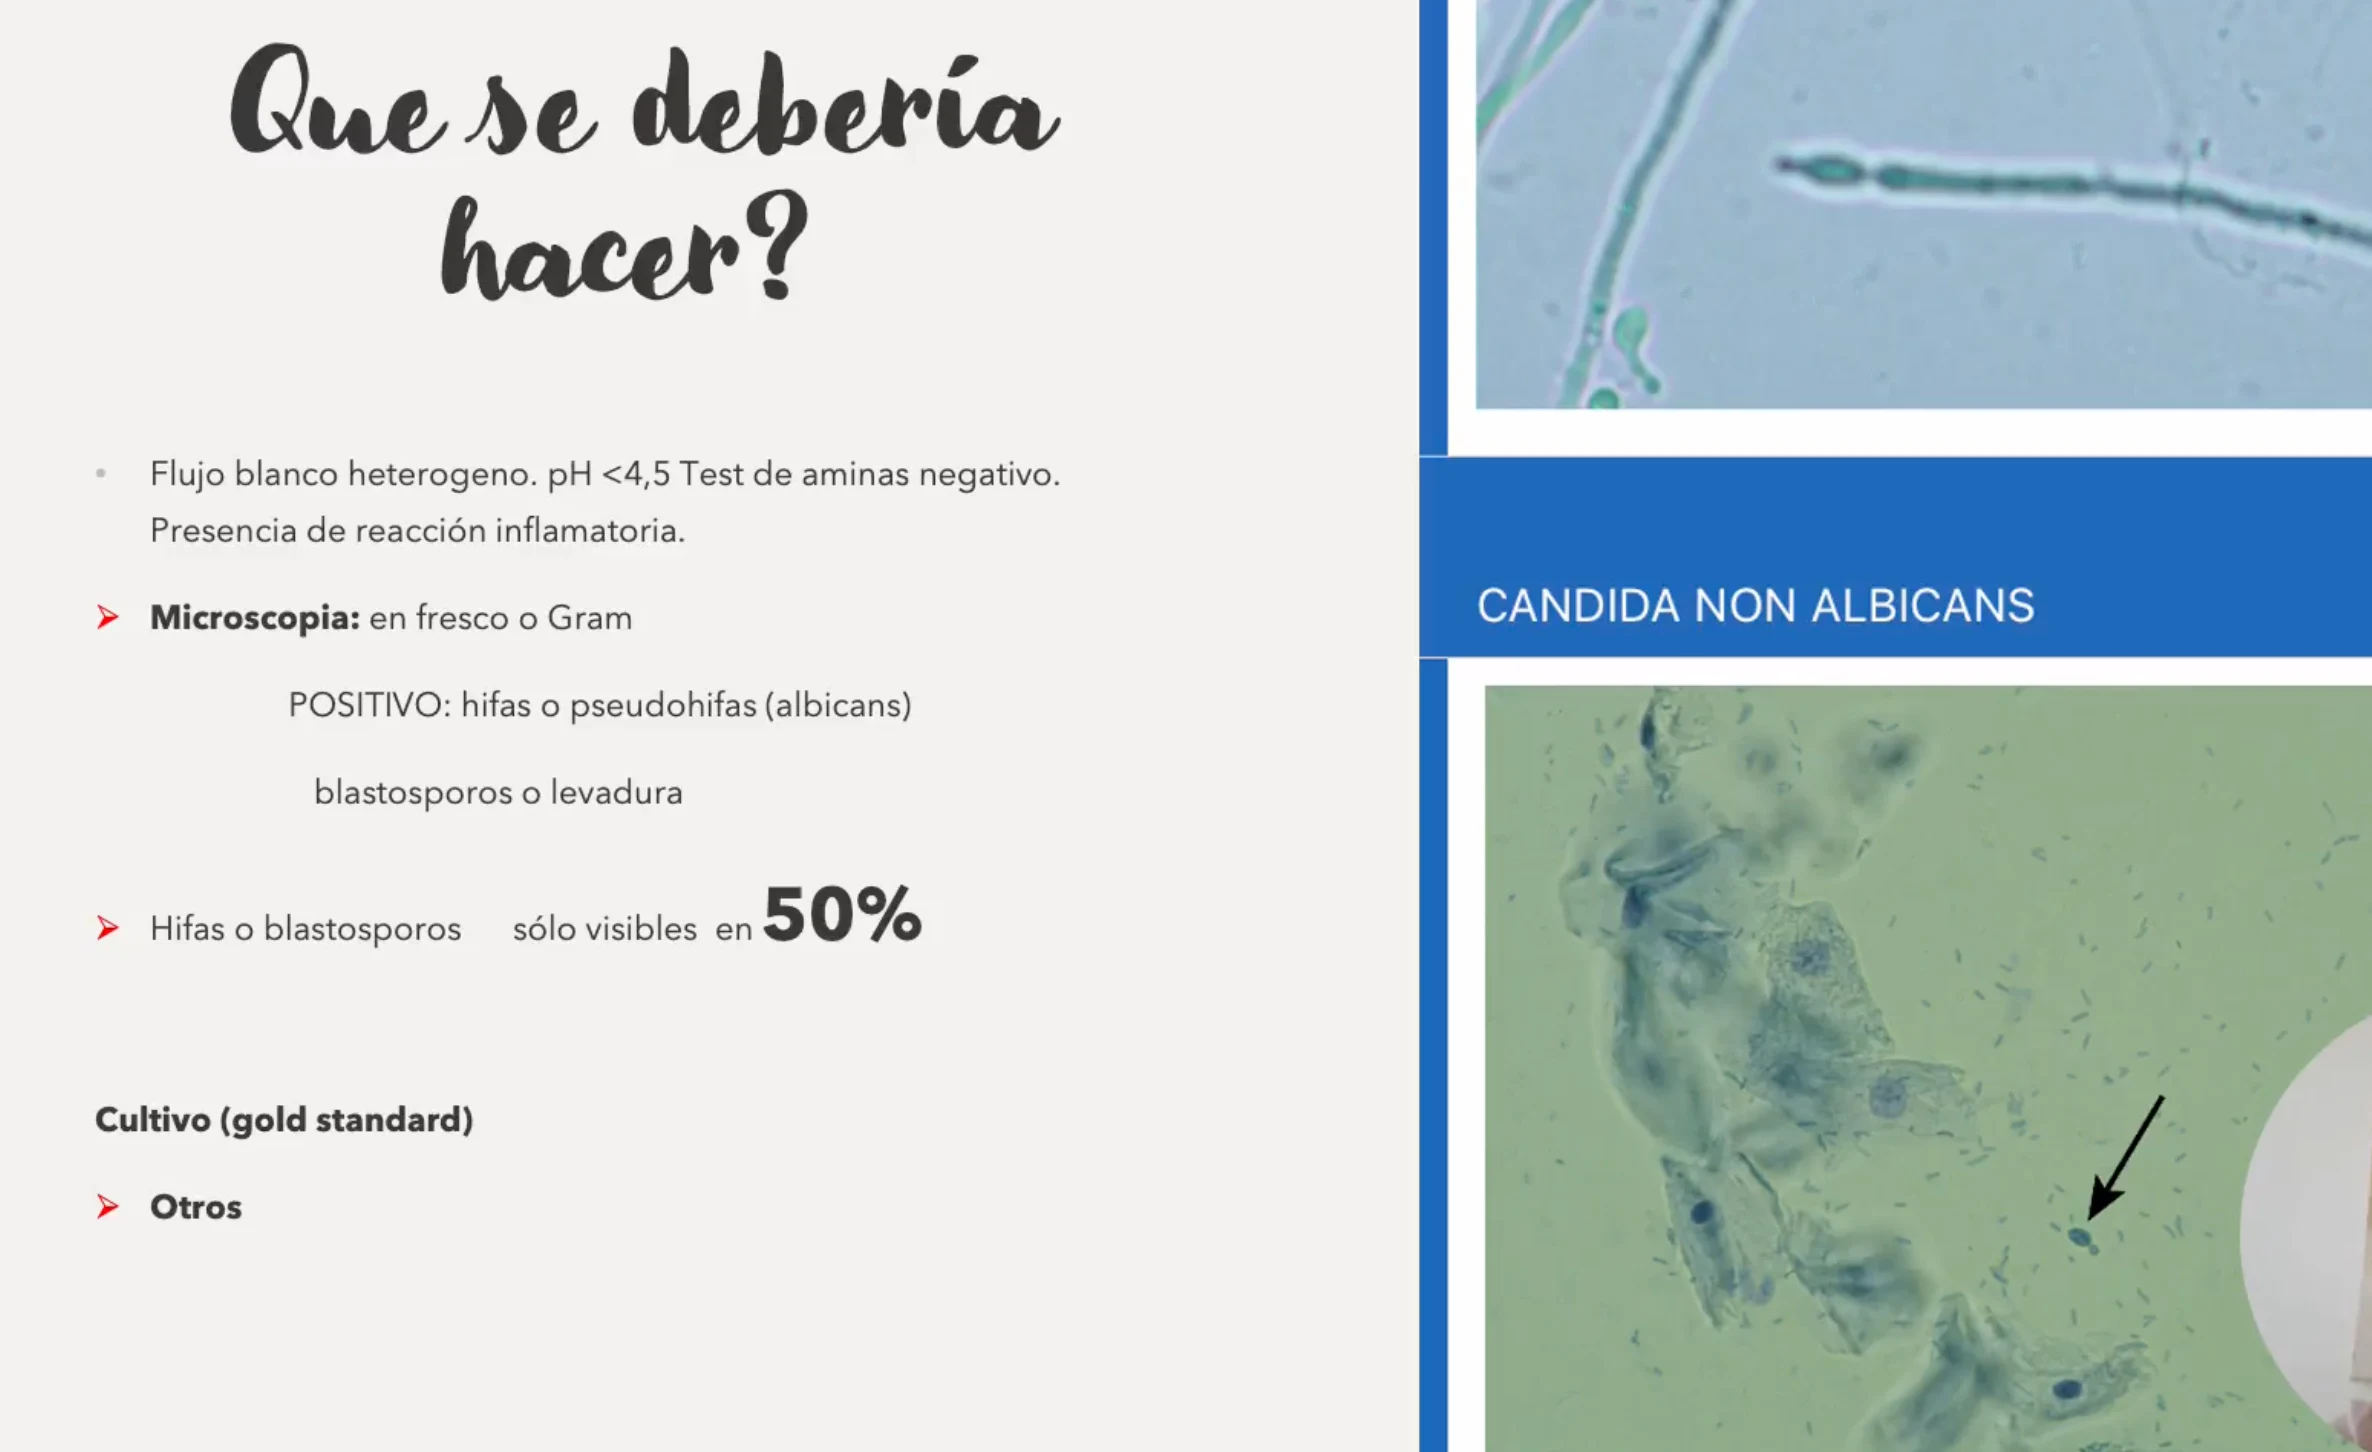 Que se debería
hacer?
• Flujo blanco heterogeno. pH <4,5 Test de aminas negativo.
Presencia de reacción inflamatoria.
➢ Microscopia: en fresco o Gram
POSITIVO: hifas o pseudohifas (albicans)
blastosporos o levadura
➢ Hifas o blastosporos sólo visibles en 50%
Cultivo (gold standard)
➢ Otros
CANDIDA NON ALBICANS